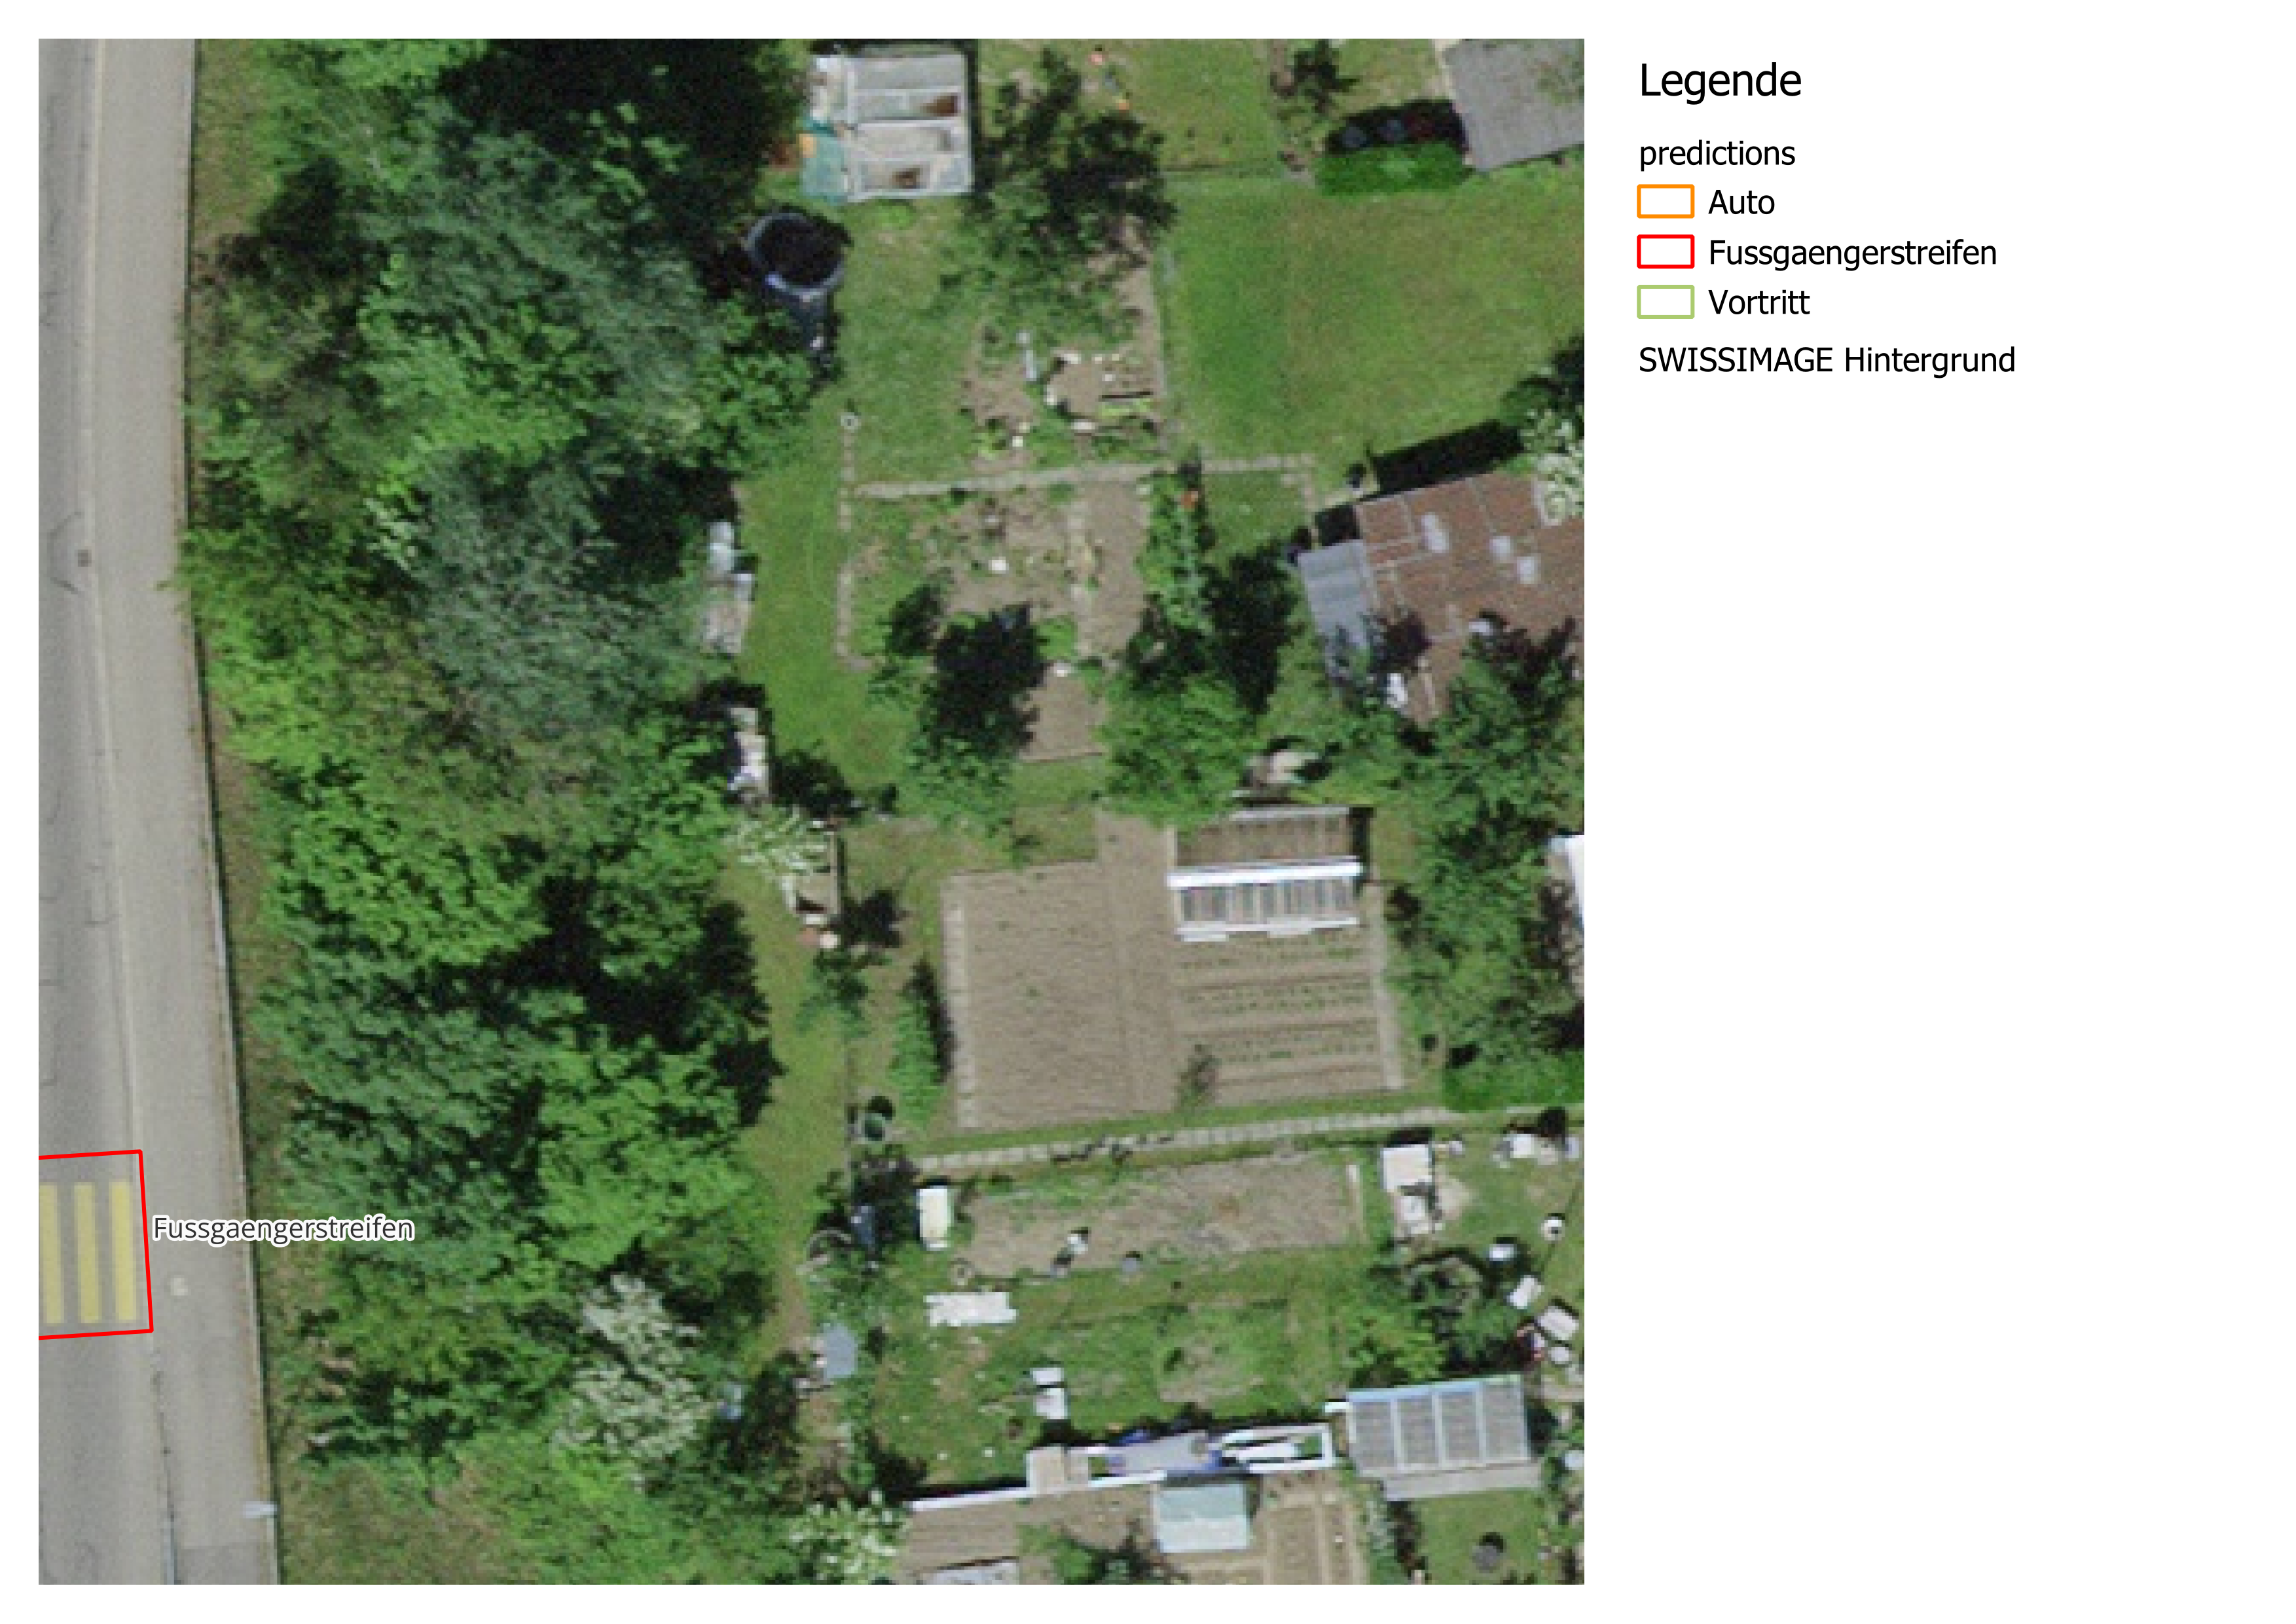 Legende
predictions
Auto
Fussgaengerstreifen
Vortritt
SWISSIMAGE Hintergrund
Fussgaengerstreifen